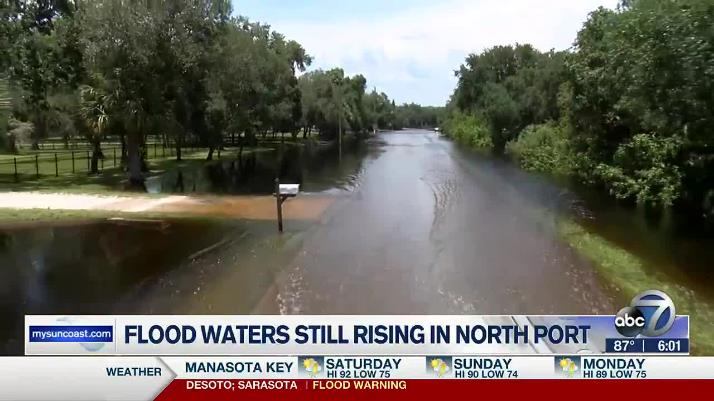 mysuncoast.com
FLOOD WATERS STILL RISING IN NORTH PORT
abc 7
87° 6:01
WEATHER
MANASOTA KEY
SATURDAY
HI 92 LOW 75
SUNDAY
HI 90 LOW 74
MONDAY
HI 89 LOW 75
DESOTO; SARASOTA FLOOD WARNING